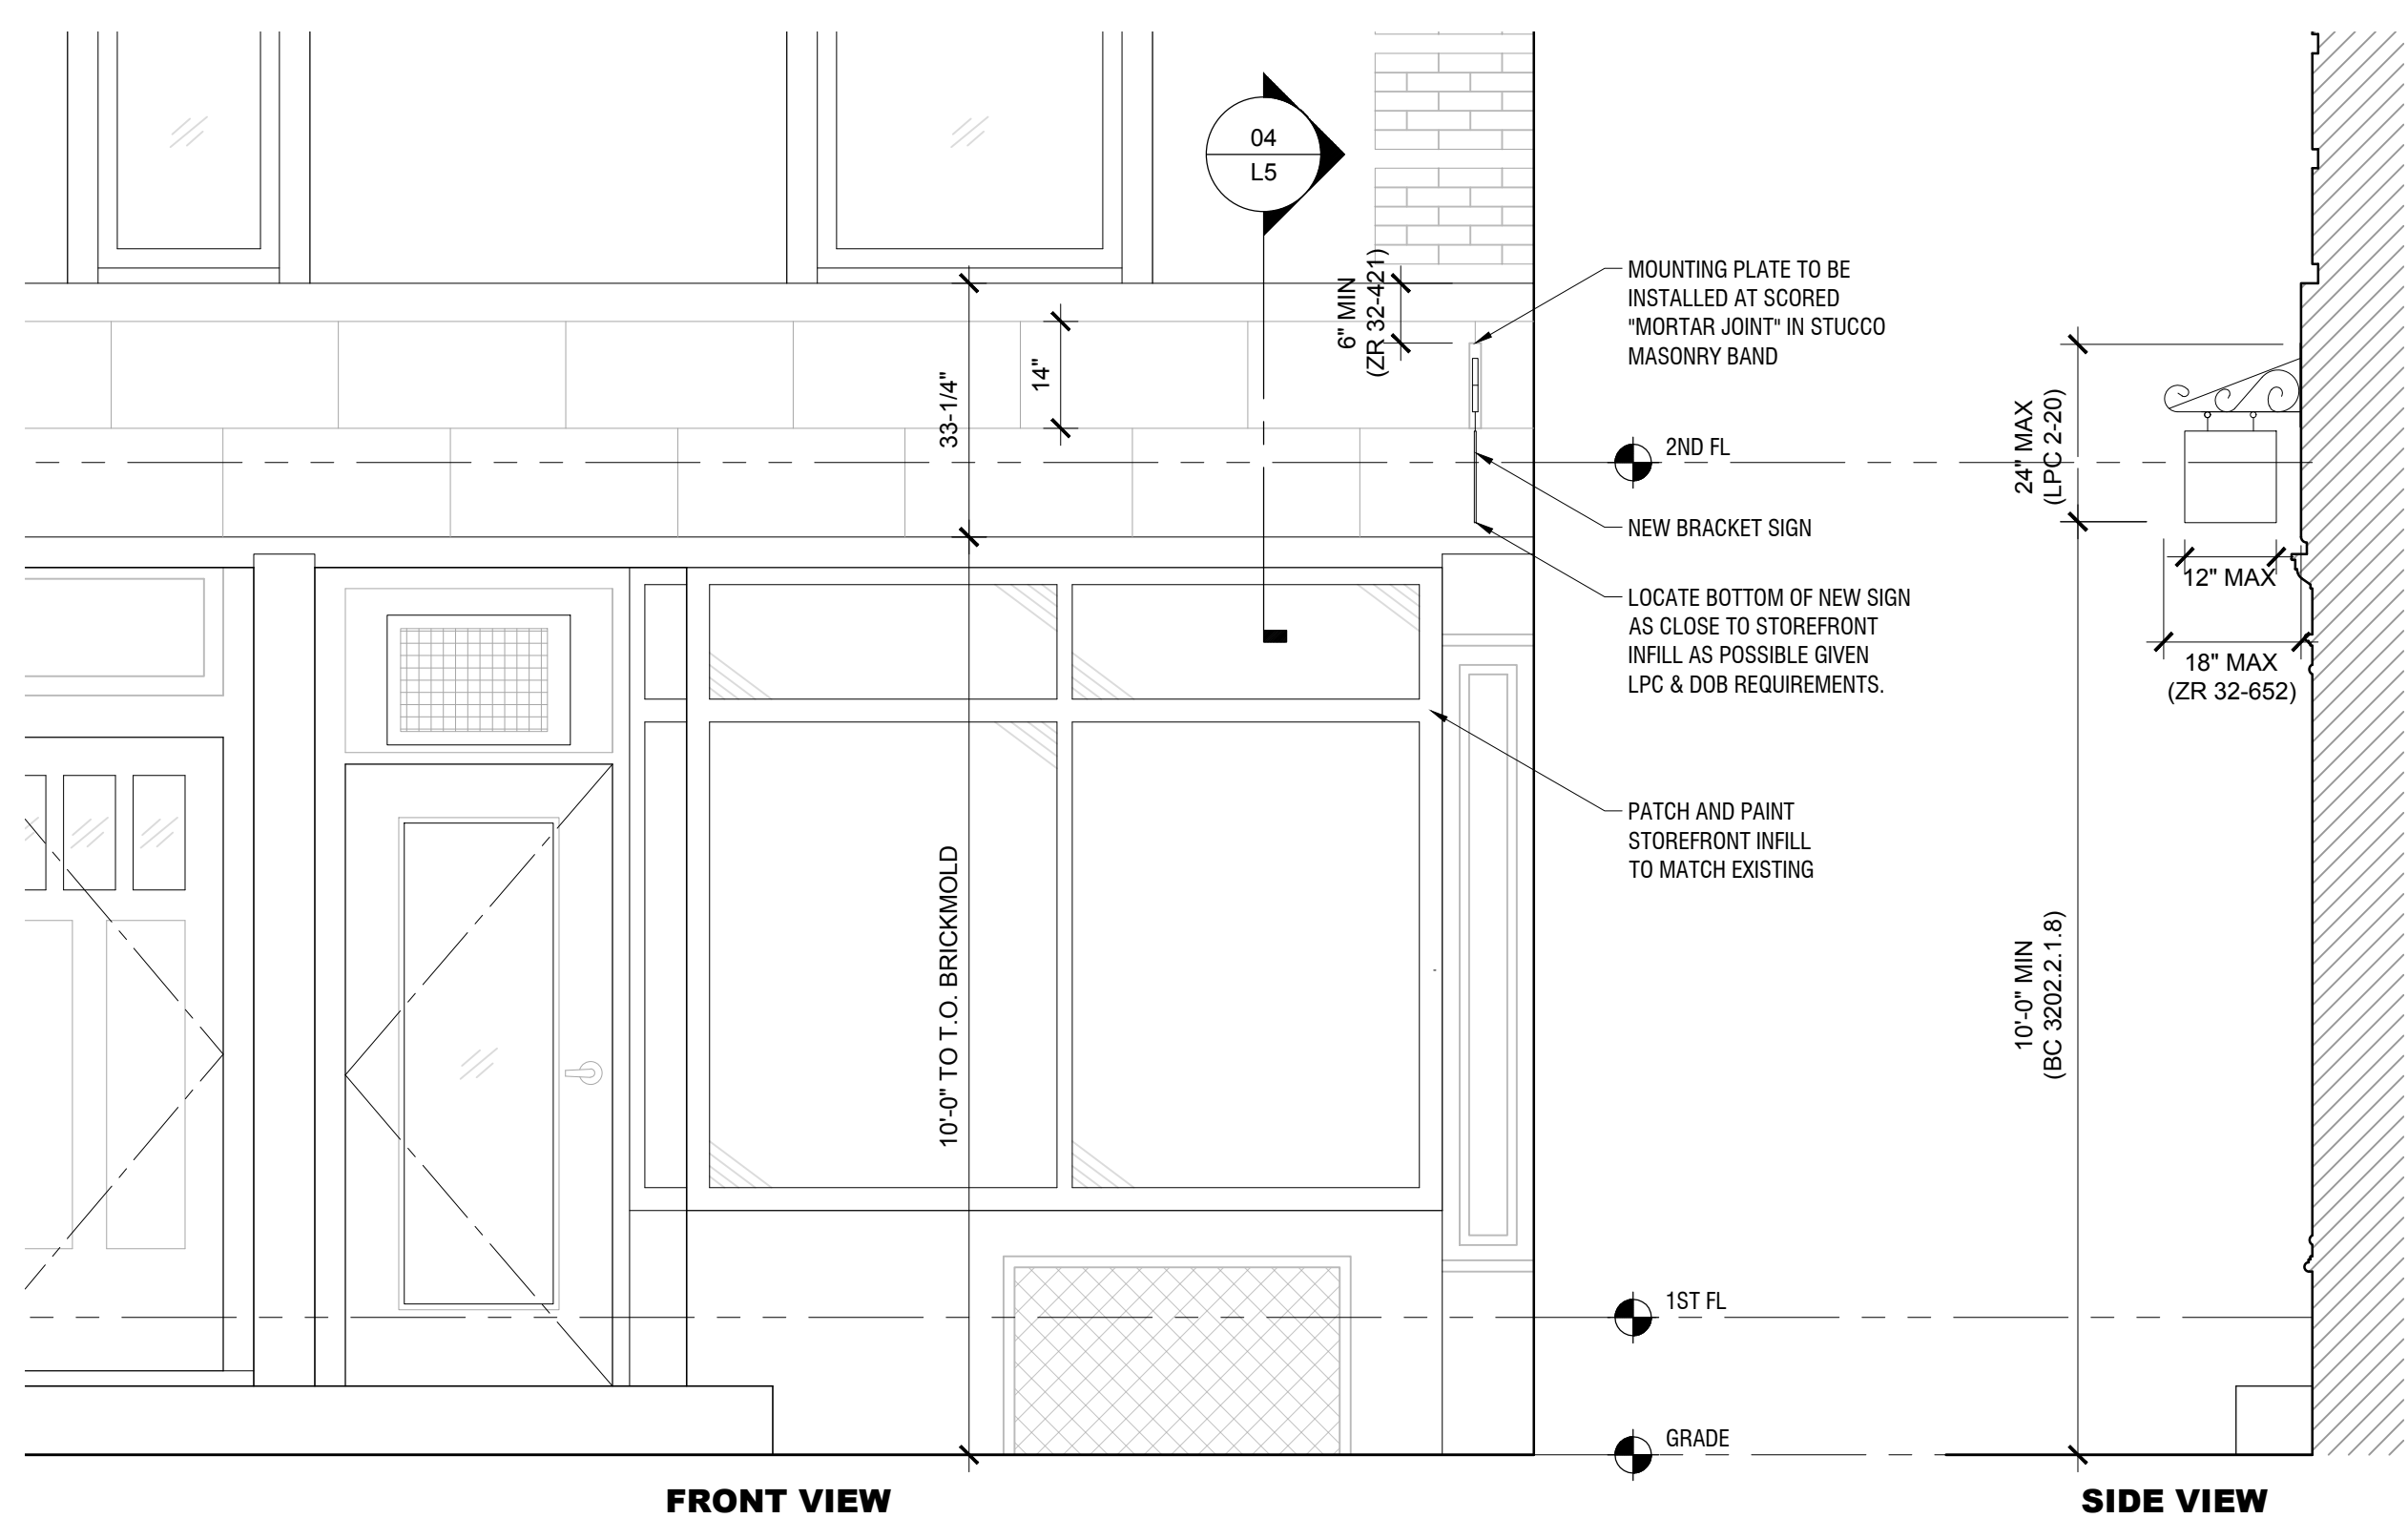 04
L5
6" MIN
(ZR 32-421)
MOUNTING PLATE TO BE
INSTALLED AT SCORED
"MORTAR JOINT" IN STUCCO
MASONRY BAND
14"
33-1/4"
2ND FL
24" MAX
(LPC 2-20)
NEW BRACKET SIGN
12" MAX
LOCATE BOTTOM OF NEW SIGN
AS CLOSE TO STOREFRONT
INFILL AS POSSIBLE GIVEN
LPC & DOB REQUIREMENTS.
18" MAX
(ZR 32-652)
PATCH AND PAINT
STOREFRONT INFILL
TO MATCH EXISTING
10'-0" TO T.O. BRICKMOLD
10'-0" MIN
(BC 3202.2.1.8)
1ST FL
GRADE
FRONT VIEW
SIDE VIEW